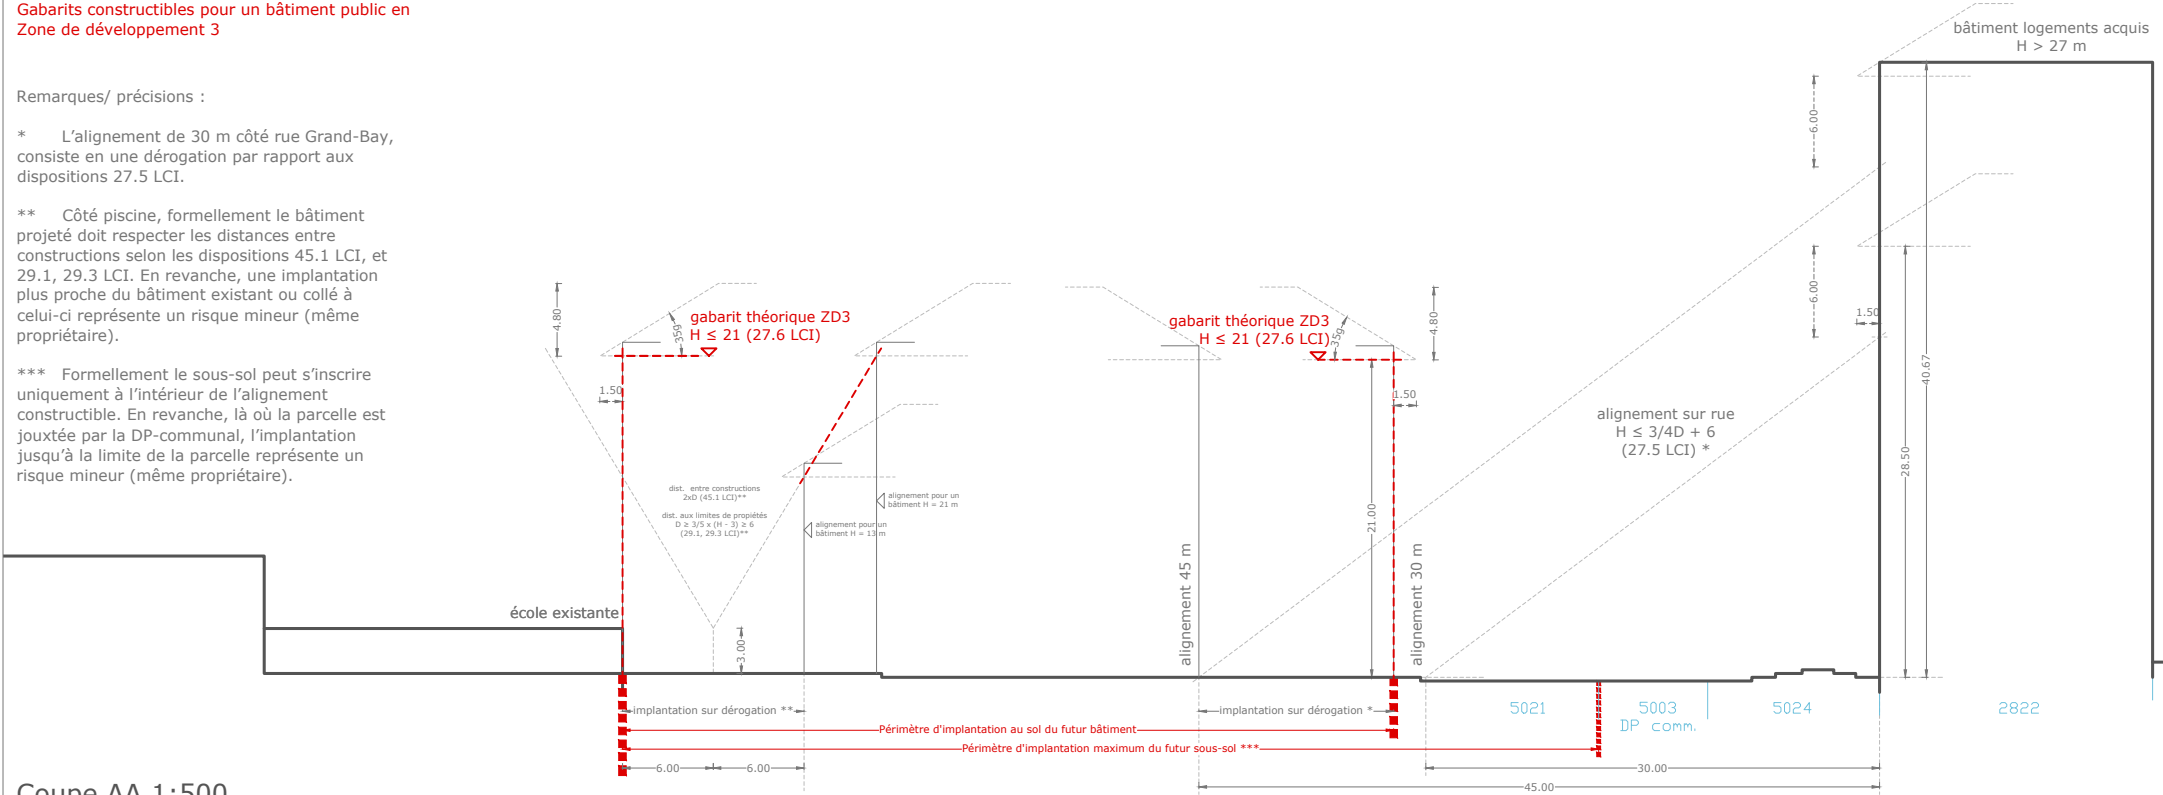 Gabarits constructibles pour un bâtiment public en
Zone de développement 3
Remarques/ précisions :
* L'alignement de 30 m côté rue Grand-Bay,
consiste en une dérogation par rapport aux
dispositions 27.5 LCI.
** Côté piscine, formellement le bâtiment
projeté doit respecter les distances entre
constructions selon les dispositions 45.1 LCI, et
29.1, 29.3 LCI. En revanche, une implantation
plus proche du bâtiment existant ou collé à
celui-ci représente un risque mineur (même
propriétaire).
*** Formellement le sous-sol peut s'inscrire
uniquement à l'intérieur de l'alignement
constructible. En revanche, là où la parcelle est
jouxtée par la DP-communal, l'implantation
jusqu'à la limite de la parcelle représente un
risque mineur (même propriétaire).
bâtiment logements acquis
H > 27 m
6.00
4.80
35g
gabarit théorique ZD3
H ≤ 21 (27.6 LCI)
gabarit théorique ZD3
H ≤ 21 (27.6 LCI)
35g
4.80
6.00
1.50
1.50
1.50
40.67
28.50
alignement sur rue
H ≤ 3/4D + 6
(27.5 LCI) *
dist. entre constructions
2xD (45.1 LCI)**
dist. aux limites de propiétés
D ≥ 3/5 x (H - 3) ≥ 6
(29.1, 29.3 LCI)**
alignement pour un
bâtiment H = 21 m
alignement pour un
bâtiment H = 13 m
21.00
alignement 45 m
alignement 30 m
école existante
3.00
implantation sur dérogation **
implantation sur dérogation *
5021
5003
DP comm.
5024
2822
Périmètre d'implantation au sol du futur bâtiment
Périmètre d'implantation maximum du futur sous-sol ***
6.00
6.00
30.00
45.00
Coupe AA 1:500